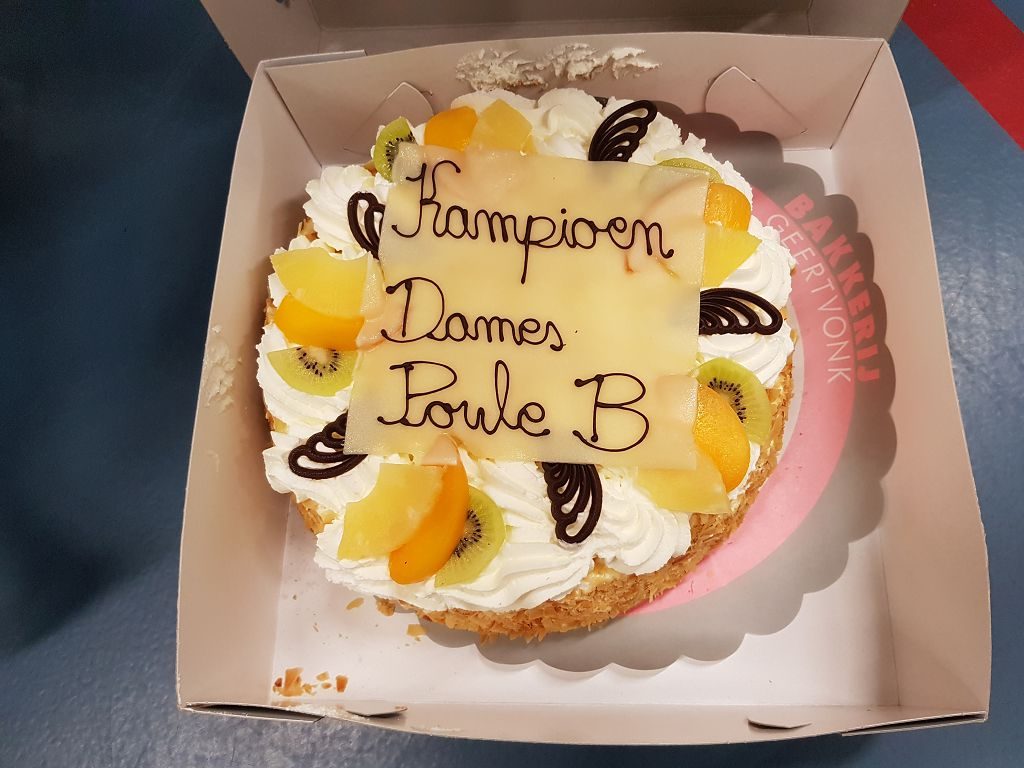 Kampioen
Dames
Poule B
BAKKERIJ
GEERTVONK